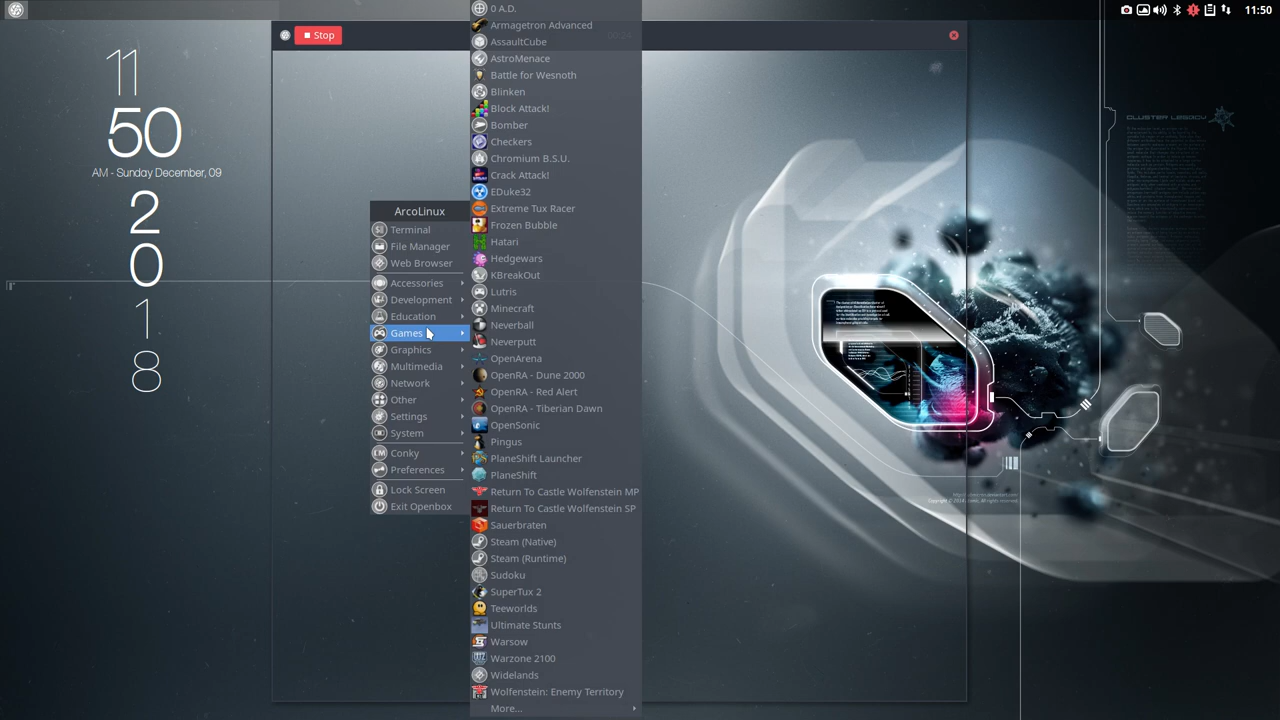 11:50
11
50
AM - Sunday December, 09
2
0
1
8
Stop
00:24
CLUSTER LEGACY
ArcoLinux
Terminal
File Manager
Web Browser
Accessories
Development
Education
Games
Graphics
Multimedia
Network
Other
Settings
System
Conky
Preferences
Lock Screen
Exit Openbox
0 A.D.
Armagetron Advanced
AssaultCube
AstroMenace
Battle for Wesnoth
Blinken
Block Attack!
Bomber
Checkers
Chromium B.S.U.
Crack Attack!
EDuke32
Extreme Tux Racer
Frozen Bubble
Hatari
Hedgewars
KBreakOut
Lutris
Minecraft
Neverball
Neverputt
OpenArena
OpenRA - Dune 2000
OpenRA - Red Alert
OpenRA - Tiberian Dawn
OpenSonic
Pingus
PlaneShift Launcher
PlaneShift
Return To Castle Wolfenstein MP
Return To Castle Wolfenstein SP
Sauerbraten
Steam (Native)
Steam (Runtime)
Sudoku
SuperTux 2
Teeworlds
Ultimate Stunts
Warsow
Warzone 2100
Widelands
Wolfenstein: Enemy Territory
More...